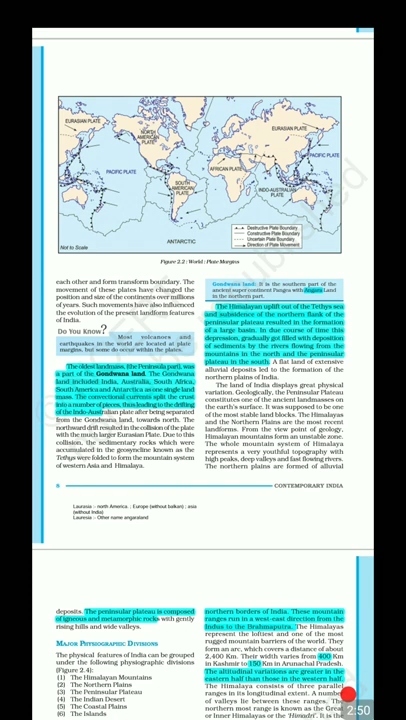 EURASIAN PLATE
NORTH
AMERICAN
PLATE
EURASIAN PLATE
PACIFIC PLATE
PACIFIC PLATE
AFRICAN PLATE
SOUTH
AMERICAN
PLATE
INDO-AUSTRALIAN
PLATE
ANTARCTIC
Not to Scale
Destructive Plate Boundary
Constructive Plate Boundary
Uncertain Plate Boundary
Direction of Plate Movement
Figure 2.2 : World : Plate Margins
each other and form transform boundary. The
movement of these plates have changed the
position and size of the continents over millions
of years. Such movements have also influenced
the evolution of the present landform features
of India.
Do You Know?
Most volcanoes and
earthquakes in the world are located at plate
margins, but some do occur within the plates.
The oldest landmass, (the Peninsula part), was
a part of the Gondwana land. The Gondwana
land included India, Australia, South Africa,
South America and Antarctica as one single land
mass. The convectional currents split the crust
into a number of pieces, thus leading to the drifting
of the Indo-Australian plate after being separated
from the Gondwana land, towards north. The
northward drift resulted in the collision of the plate
with the much larger Eurasian Plate. Due to this
collision, the sedimentary rocks which were
accumulated in the geosyncline known as the
Tethys were folded to form the mountain system
of western Asia and Himalaya.
Gondwana land: It is the southern part of the
ancient super continent Pangea with Angara Land
in the northern part.
The Himalayan uplift out of the Tethys sea
and subsidence of the northern flank of the
peninsular plateau resulted in the formation
of a large basin. In due course of time this
depression, gradually got filled with deposition
of sediments by the rivers flowing from the
mountains in the north and the peninsular
plateau in the south. A flat land of extensive
alluvial deposits led to the formation of the
northern plains of India.
The land of India displays great physical
variation. Geologically, the Peninsular Plateau
constitutes one of the ancient landmasses on
the earth's surface. It was supposed to be one
of the most stable land blocks. The Himalayas
and the Northern Plains are the most recent
landforms. From the view point of geology,
Himalayan mountains form an unstable zone.
The whole mountain system of Himalaya
represents a very youthful topography with
high peaks, deep valleys and fast flowing rivers.
The northern plains are formed of alluvial
8
CONTEMPORARY INDIA
Laurasia :- north America, ; Europe (without balkan) ; asia
(without India)
Lauresia :- Other name angaraland
deposits. The peninsular plateau is composed
of igneous and metamorphic rocks with gently
rising hills and wide valleys.
MAJOR PHYSIOGRAPHIC DIVISIONS
The physical features of India can be grouped
under the following physiographic divisions
(Figure 2.4):
(1) The Himalayan Mountains
(2) The Northern Plains
(3) The Peninsular Plateau
(4) The Indian Desert
(5) The Coastal Plains
(6) The Islands
northern borders of India. These mountain
ranges run in a west-east direction from the
Indus to the Brahmaputra. The Himalayas
represent the loftiest and one of the most
rugged mountain barriers of the world. They
form an arc, which covers a distance of about
2,400 Km. Their width varies from 400 Km
in Kashmir to 150 Km in Arunachal Pradesh.
The altitudinal variations are greater in the
eastern half than those in the western half.
The Himalaya consists of three parallel
ranges in its longitudinal extent. A number
of valleys lie between these ranges. The
northern most range is known as the Great
or Inner Himalayas or the 'Himadri'. It is the
2:50